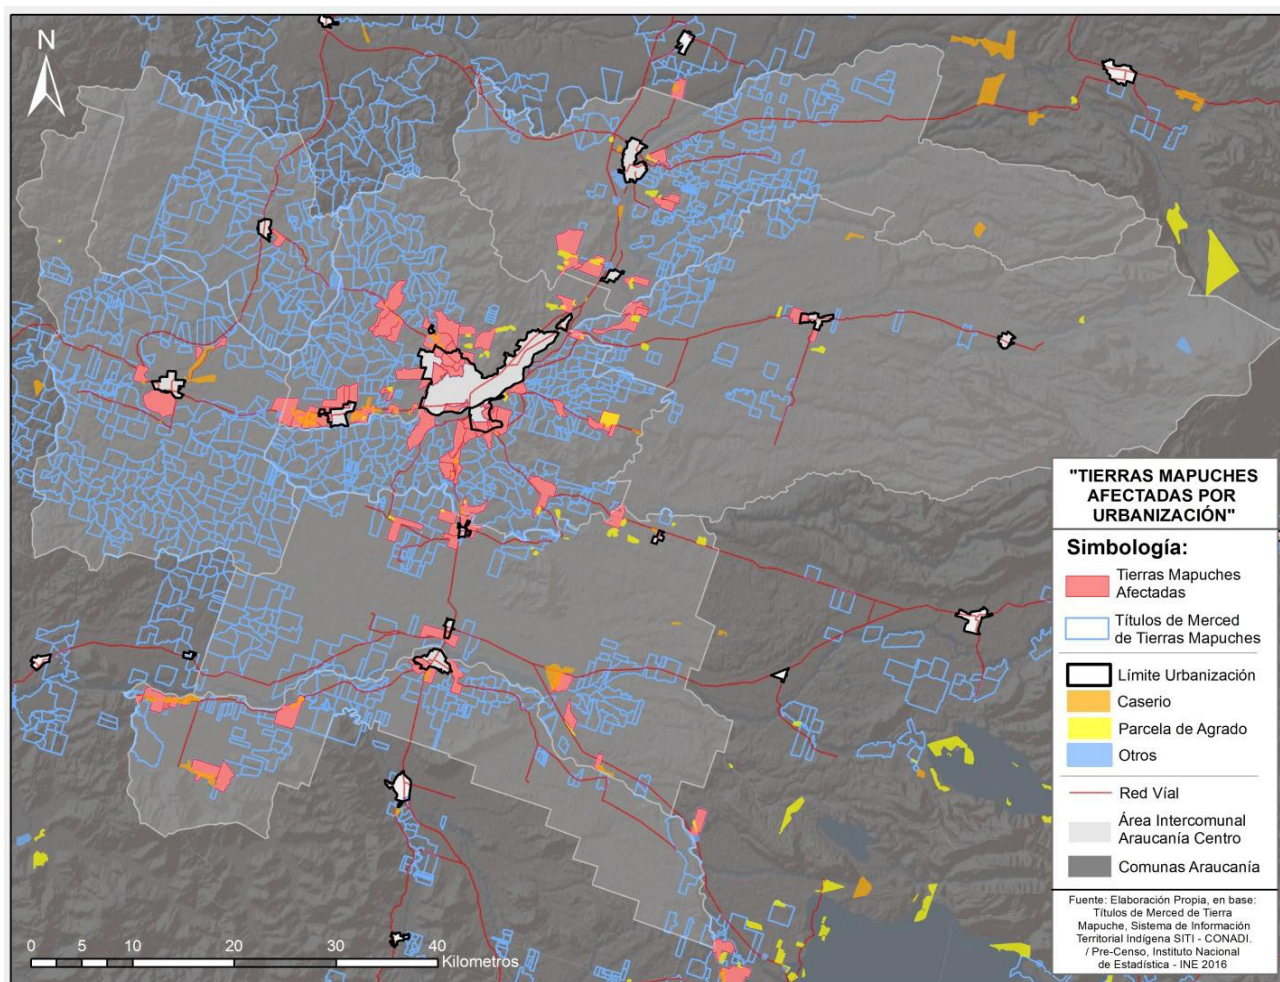 N
"TIERRAS MAPUCHES
AFECTADAS POR
URBANIZACIÓN"
Simbología:
Tierras Mapuches
Afectadas
Títulos de Merced
de Tierras Mapuches
Límite Urbanización
Caserio
Parcela de Agrado
Otros
Red Víal
Área Intercomunal
Araucanía Centro
Comunas Araucanía
Fuente: Elaboración Propia, en base:
Títulos de Merced de Tierra
Mapuche, Sistema de Información
Territorial Indígena SITI - CONADI.
/ Pre-Censo, Instituto Nacional
de Estadística - INE 2016
0 5 10 20 30 40
Kilometros